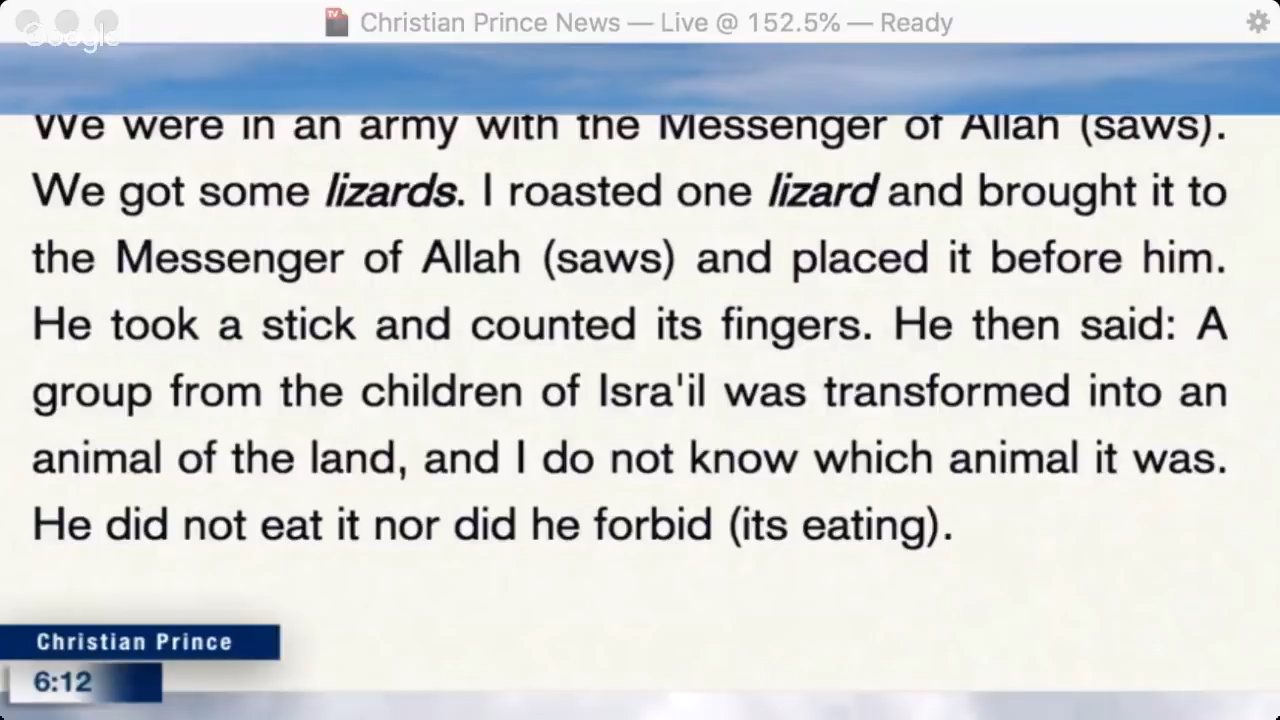 Christian Prince News — Live @ 152.5% — Ready
Google
We were in an army with the Messenger of Allah (saws).
We got some lizards. I roasted one lizard and brought it to
the Messenger of Allah (saws) and placed it before him.
He took a stick and counted its fingers. He then said: A
group from the children of Isra'il was transformed into an
animal of the land, and I do not know which animal it was.
He did not eat it nor did he forbid (its eating).
Christian Prince
6:12